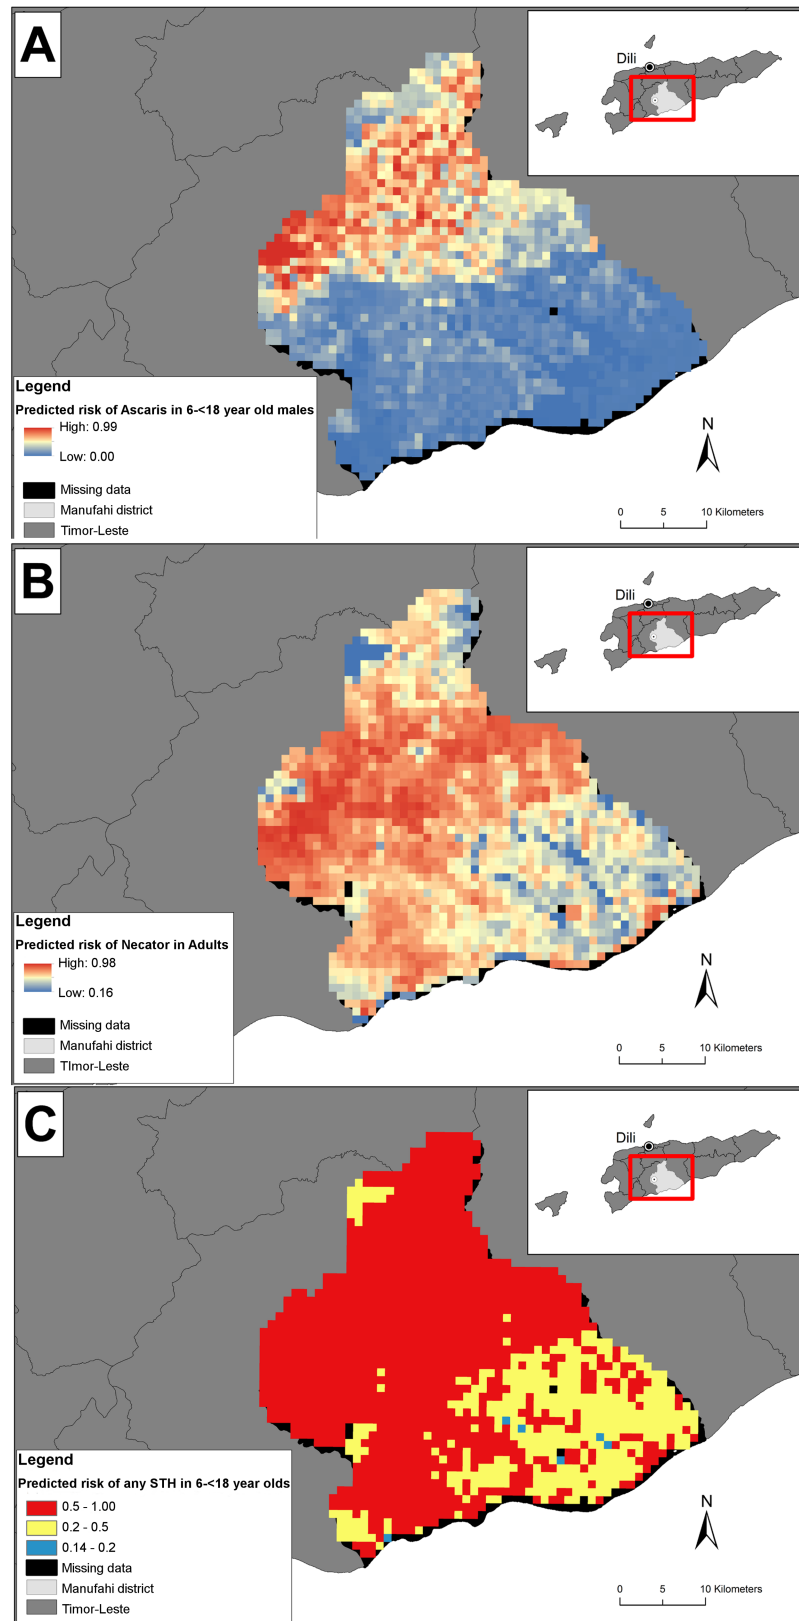 A
Dili
Legend
Predicted risk of Ascaris in 6-<18 year old males
High: 0.99
Low: 0.00
Missing data
Manufahi district
Timor-Leste
N
0 5 10 Kilometers
B
Dili
Legend
Predicted risk of Necator in Adults
High: 0.98
Low: 0.16
Missing data
Manufahi district
TImor-Leste
N
0 5 10 Kilometers
C
Dili
Legend
Predicted risk of any STH in 6-<18 year olds
0.5 - 1.00
0.2 - 0.5
0.14 - 0.2
Missing data
Manufahi district
Timor-Leste
N
0 5 10 Kilometers